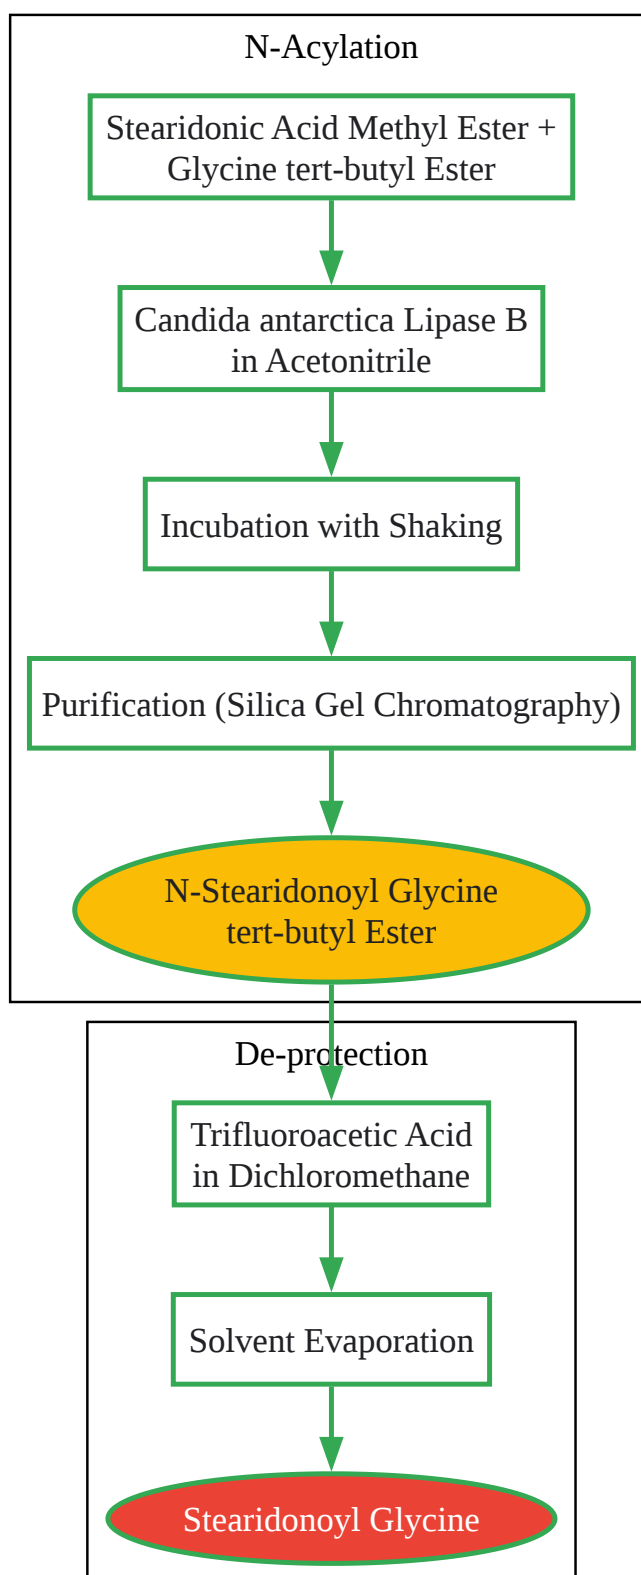 N-Acylation
Stearidonic Acid Methyl Ester +
Glycine tert-butyl Ester
Candida antarctica Lipase B
in Acetonitrile
Incubation with Shaking
Purification (Silica Gel Chromatography)
N-Stearidonoyl Glycine
tert-butyl Ester
De-protection
Trifluoroacetic Acid
in Dichloromethane
Solvent Evaporation
Stearidonoyl Glycine